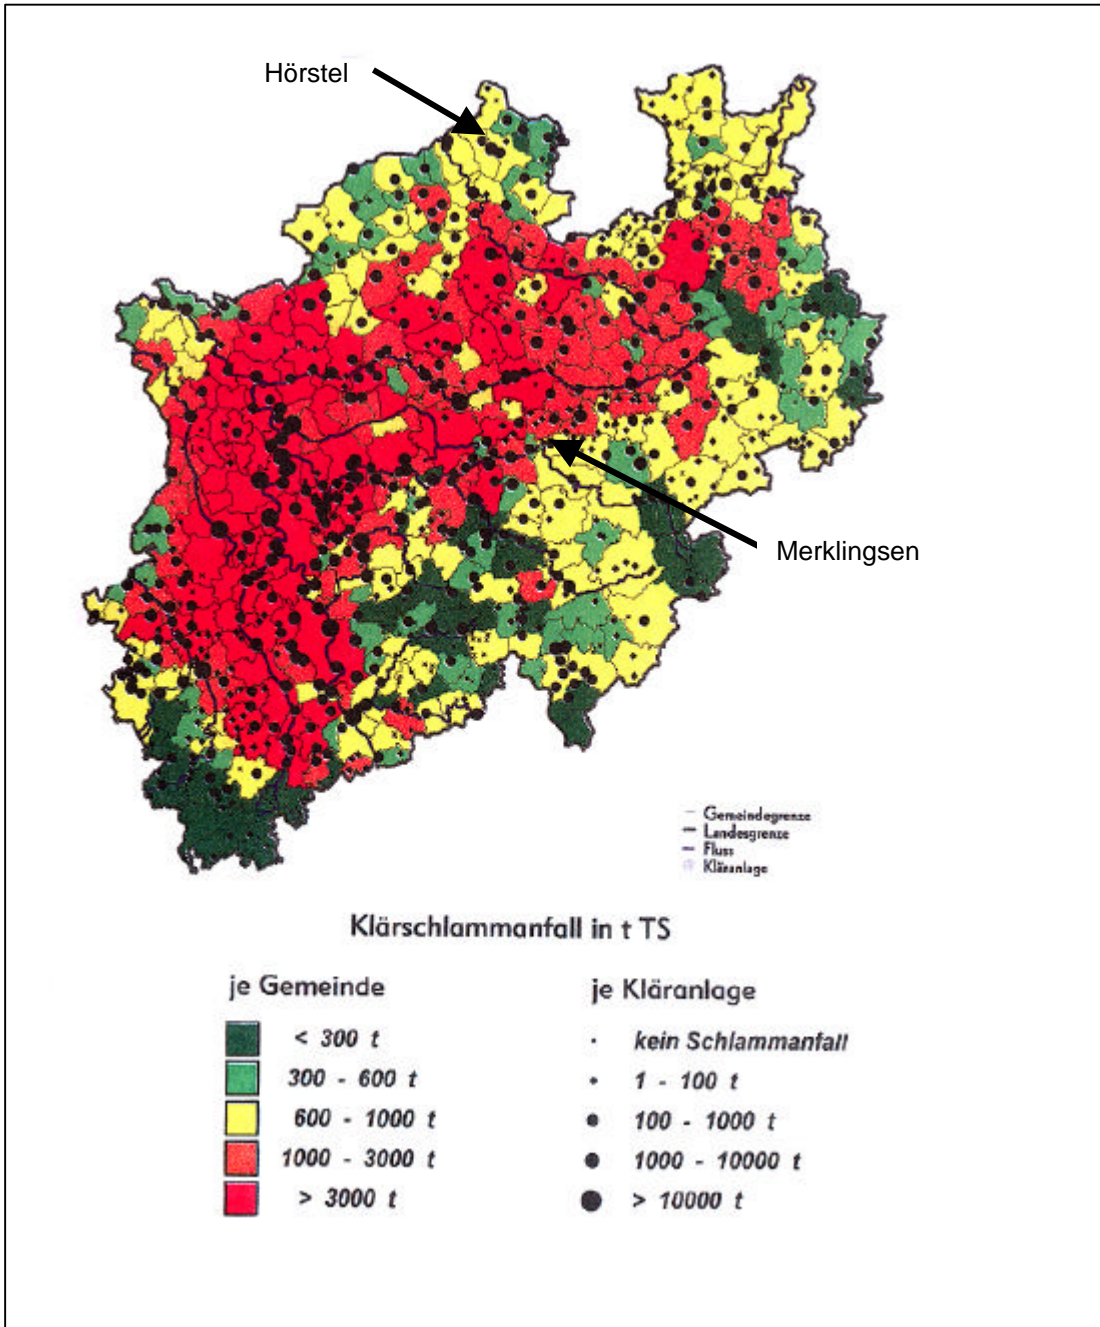 Hörstel
Merklingsen
Gemeindegrenze
Landesgrenze
Fluss
Kläranlage
Klärschlammanfall in t TS
je Gemeinde
< 300 t
300 - 600 t
600 - 1000 t
1000 - 3000 t
> 3000 t
je Kläranlage
kein Schlammanfall
1 - 100 t
100 - 1000 t
1000 - 10000 t
> 10000 t